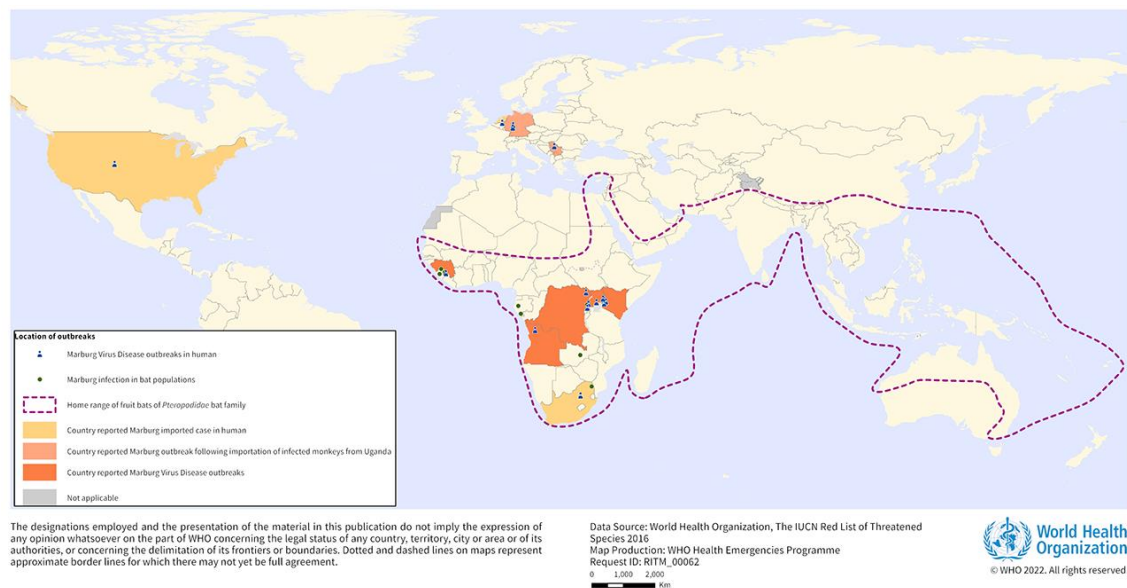 Location of outbreaks
Marburg Virus Disease outbreaks in human
Marburg infection in bat populations
Home range of fruit bats of Pteropodidae bat family
Country reported Marburg imported case in human
Country reported Marburg outbreak following importation of infected monkeys from Uganda
Country reported Marburg Virus Disease outbreaks
Not applicable
The designations employed and the presentation of the material in this publication do not imply the expression of
any opinion whatsoever on the part of WHO concerning the legal status of any country, territory, city or area or of its
authorities, or concerning the delimitation of its frontiers or boundaries. Dotted and dashed lines on maps represent
approximate border lines for which there may not yet be full agreement.
Data Source: World Health Organization, The IUCN Red List of Threatened
Species 2016
Map Production: WHO Health Emergencies Programme
Request ID: RITM_00062
0 1,000 2,000
Km
World Health
Organization
© WHO 2022. All rights reserved